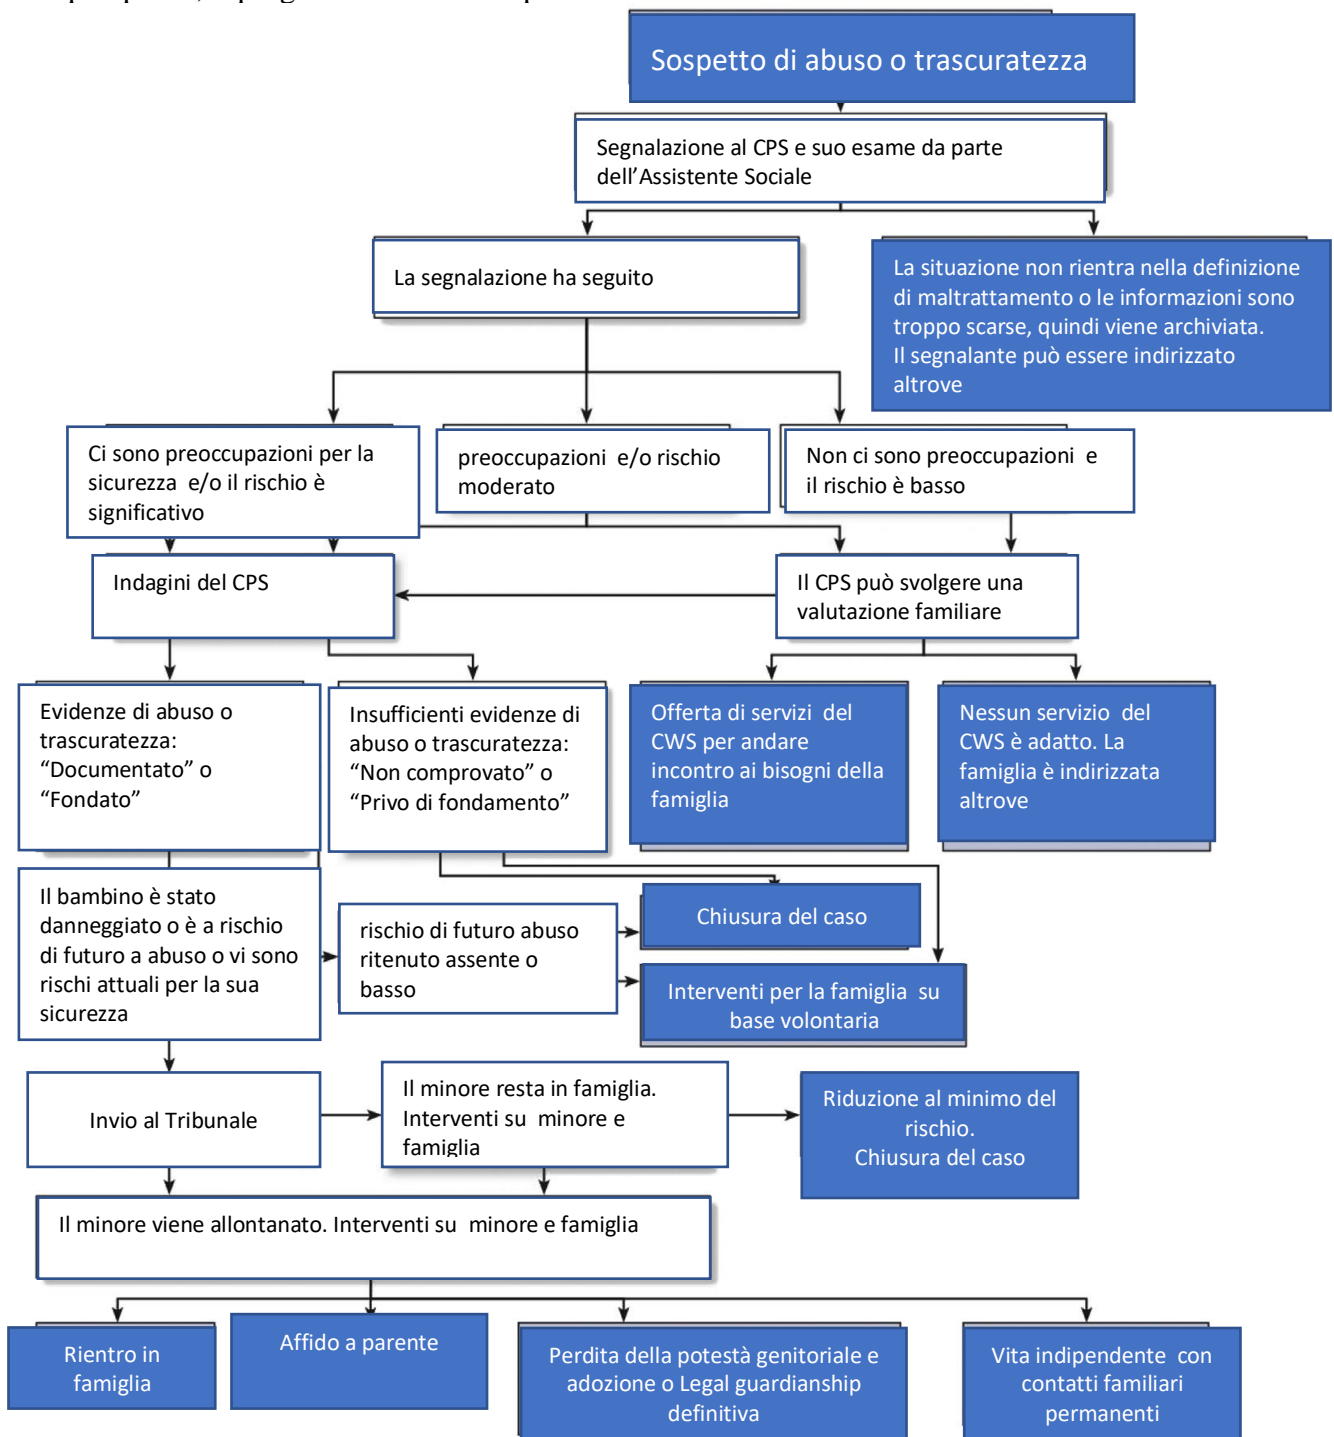 Sospetto di abuso o trascuratezza
Segnalazione al CPS e suo esame da parte
dell’Assistente Sociale
La segnalazione ha seguito
La situazione non rientra nella definizione
di maltrattamento o le informazioni sono
troppo scarse, quindi viene archiviata.
Il segnalante può essere indirizzato
altrove
Ci sono preoccupazioni per la
sicurezza e/o il rischio è
significativo
preoccupazioni e/o rischio
moderato
Non ci sono preoccupazioni e
il rischio è basso
Indagini del CPS
Il CPS può svolgere una
valutazione familiare
Evidenze di abuso o
trascuratezza:
“Documentato” o
“Fondato”
Insufficienti evidenze di
abuso o trascuratezza:
“Non comprovato” o
“Privo di fondamento”
Offerta di servizi del
CWS per andare
incontro ai bisogni della
famiglia
Nessun servizio del
CWS è adatto. La
famiglia è indirizzata
altrove
Il bambino è stato
danneggiato o è a rischio
di futuro a abuso o vi sono
rischi attuali per la sua
sicurezza
rischio di futuro abuso
ritenuto assente o
basso
Chiusura del caso
Interventi per la famiglia su
base volontaria
Invio al Tribunale
Il minore resta in famiglia.
Interventi su minore e
famiglia
Riduzione al minimo del
rischio.
Chiusura del caso
Il minore viene allontanato. Interventi su minore e famiglia
Rientro in
famiglia
Affido a parente
Perdita della potestà genitoriale e
adozione o Legal guardianship
definitiva
Vita indipendente con
contatti familiari
permanenti